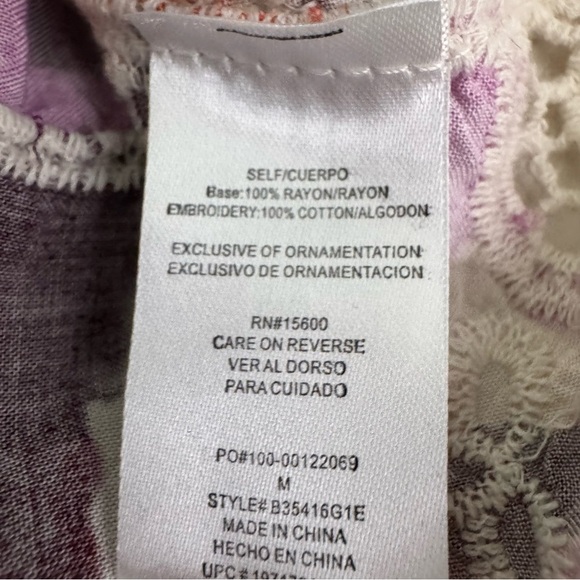 SELF/CUERPO
Base:100% RAYON/RAYON
EMBROIDERY:100% COTTON/ALGODON
EXCLUSIVE OF ORNAMENTATION
EXCLUSIVO DE ORNAMENTACION
RN#15600
CARE ON REVERSE
VER AL DORSO
PARA CUIDADO
PO#100-00122069
M
STYLE# B35416G1E
MADE IN CHINA
HECHO EN CHINA
UPC#